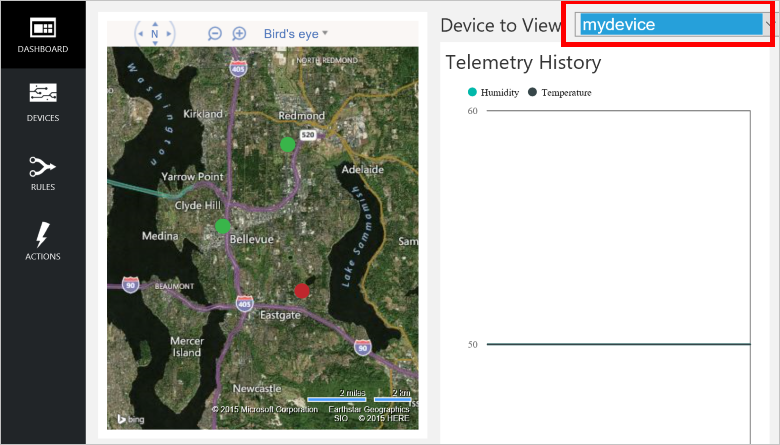 DASHBOARD
DEVICES
RULES
ACTIONS
N
Bird's eye
Washington
405
NORTH REDMOND
Kirkland
Redmond
520
Adelaide
Yarrow Point
Clyde Hill
Medina
Bellevue
Lake Sammamish
Sam
90
BEAUMONT
405
Eastgate
Mercer
Island
90
Newcastle
2 miles
2 km
bing
© 2015 Microsoft Corporation Earthstar Geographics
SIO © 2015 HERE
Device to View
mydevice
Telemetry History
Humidity Temperature
60
50